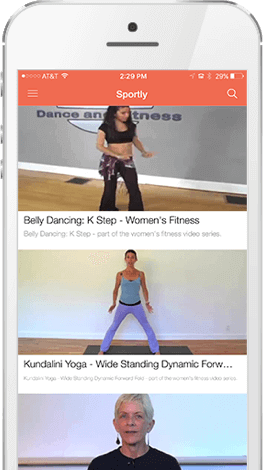 AT&T 2:29 PM 29%
Sportly
Dance and Fitness
Belly Dancing: K Step - Women's Fitness
Belly Dancing: K Step - part of the women's fitness video series.
Kundalini Yoga - Wide Standing Dynamic Forw...
Kundalini Yoga - Wide Standing Dynamic Forward Fold - part of the women's fitness video series